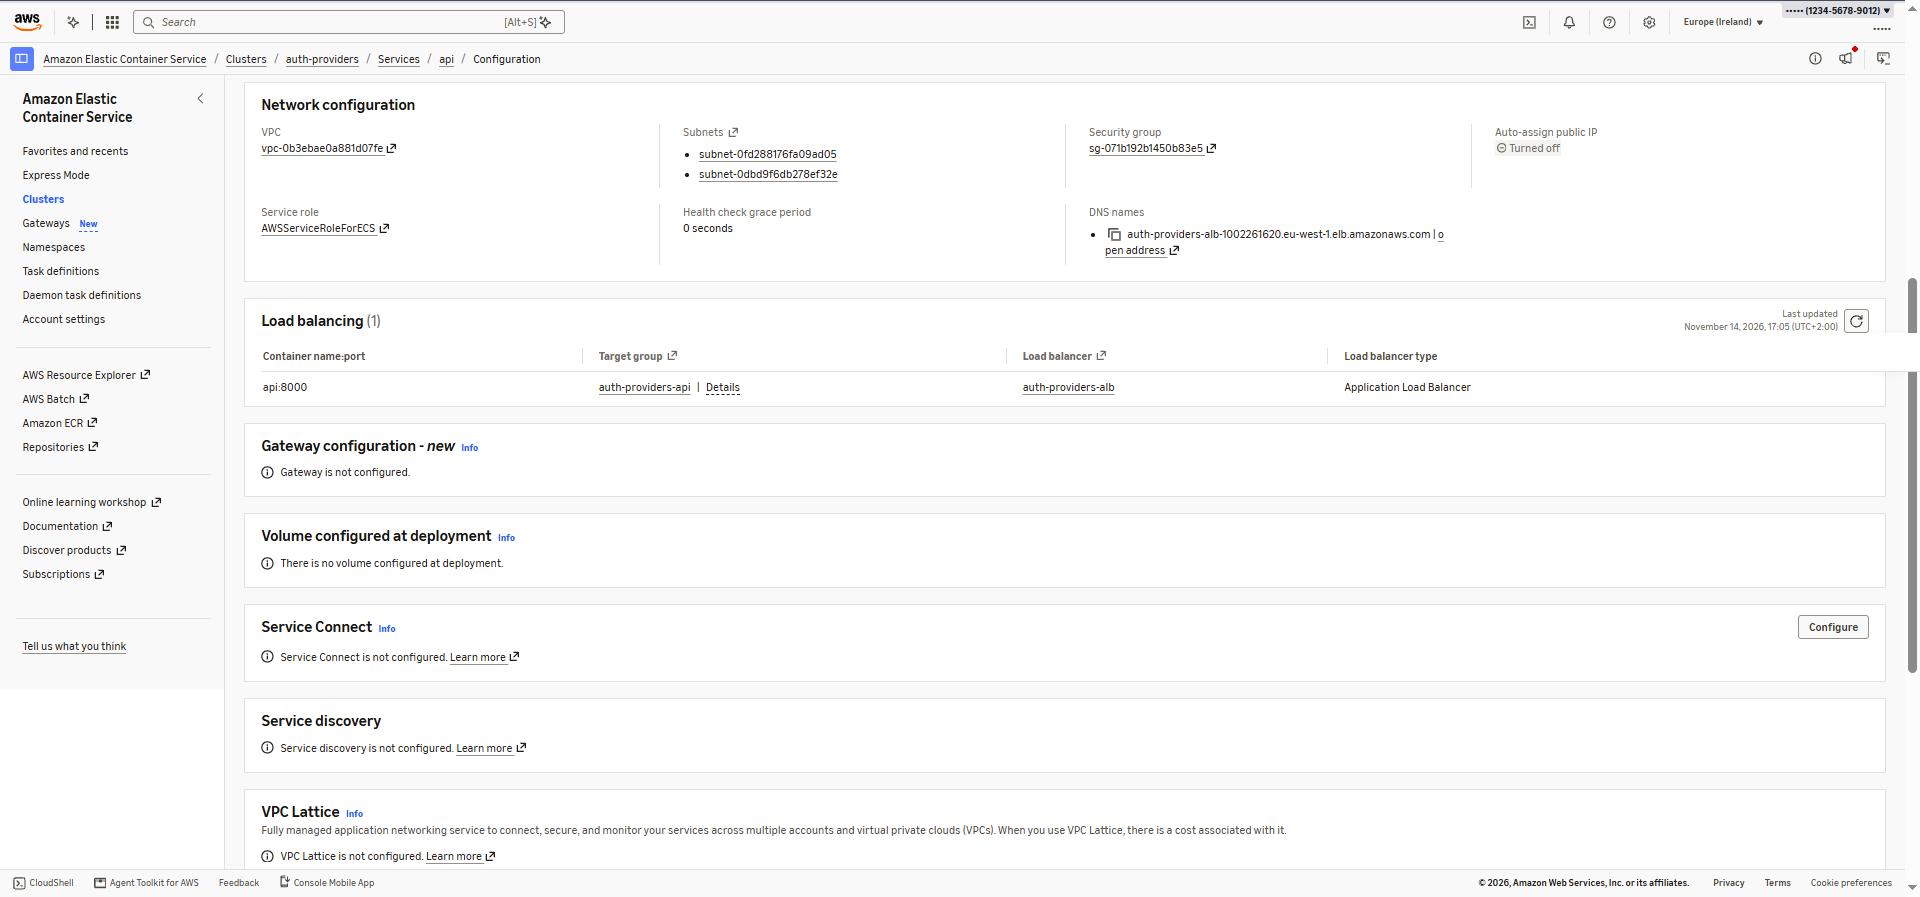 aws
Search
[Alt+S]
Europe (Ireland)
••••• (1234-5678-9012)
•••••
Amazon Elastic Container Service / Clusters / auth-providers / Services / api / Configuration
Amazon Elastic
Container Service
Favorites and recents
Express Mode
Clusters
Gateways New
Namespaces
Task definitions
Daemon task definitions
Account settings
AWS Resource Explorer
AWS Batch
Amazon ECR
Repositories
Online learning workshop
Documentation
Discover products
Subscriptions
Tell us what you think
Network configuration
VPC
vpc-0b3ebae0a881d07fe
Subnets
• subnet-0fd288176fa09ad05
• subnet-0dbd9f6db278ef32e
Security group
sg-071b192b1450b83e5
Auto-assign public IP
Turned off
Service role
AWSServiceRoleForECS
Health check grace period
0 seconds
DNS names
• auth-providers-alb-1002261620.eu-west-1.elb.amazonaws.com | o
pen address
Load balancing (1)
Last updated
November 14, 2026, 17:05 (UTC+2:00)
Container name:port Target group Load balancer Load balancer type
api:8000 auth-providers-api | Details auth-providers-alb Application Load Balancer
Gateway configuration - new Info
Gateway is not configured.
Volume configured at deployment Info
There is no volume configured at deployment.
Service Connect Info
Configure
Service Connect is not configured. Learn more
Service discovery
Service discovery is not configured. Learn more
VPC Lattice Info
Fully managed application networking service to connect, secure, and monitor your services across multiple accounts and virtual private clouds (VPCs). When you use VPC Lattice, there is a cost associated with it.
VPC Lattice is not configured. Learn more
CloudShell Agent Toolkit for AWS Feedback Console Mobile App
© 2026, Amazon Web Services, Inc. or its affiliates. Privacy Terms Cookie preferences